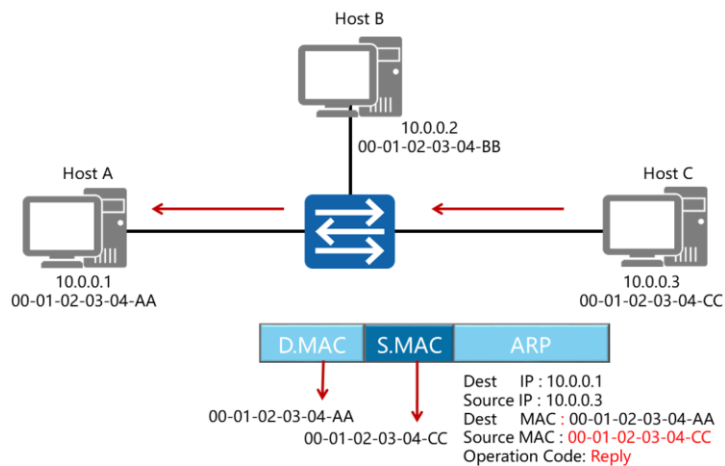 Host B
10.0.0.2
00-01-02-03-04-BB
Host A
Host C
10.0.0.1
00-01-02-03-04-AA
10.0.0.3
00-01-02-03-04-CC
D.MAC S.MAC ARP
Dest IP : 10.0.0.1
Source IP : 10.0.0.3
Dest MAC : 00-01-02-03-04-AA
Source MAC : 00-01-02-03-04-CC
Operation Code: Reply
00-01-02-03-04-AA
00-01-02-03-04-CC